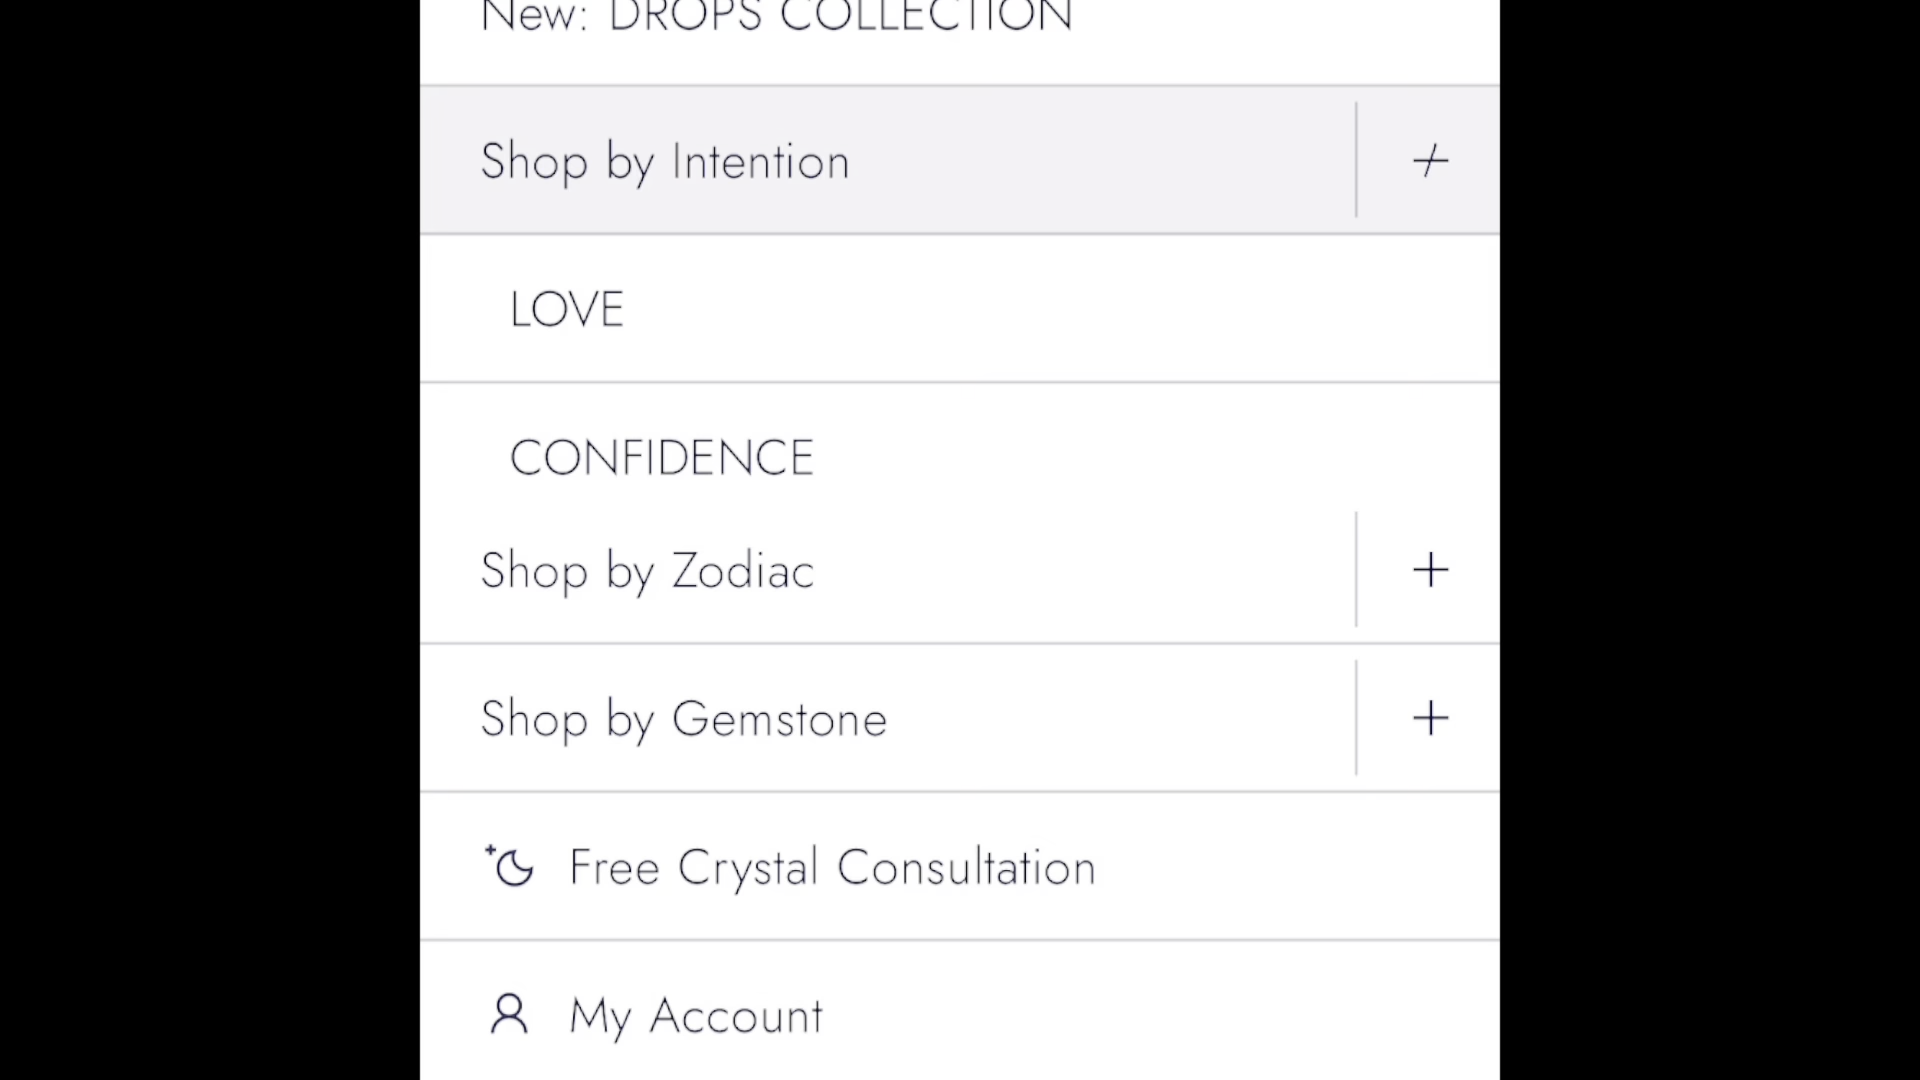 New: DROPS COLLECTION
Shop by Intention
LOVE
CONFIDENCE
Shop by Zodiac
Shop by Gemstone
Free Crystal Consultation
My Account